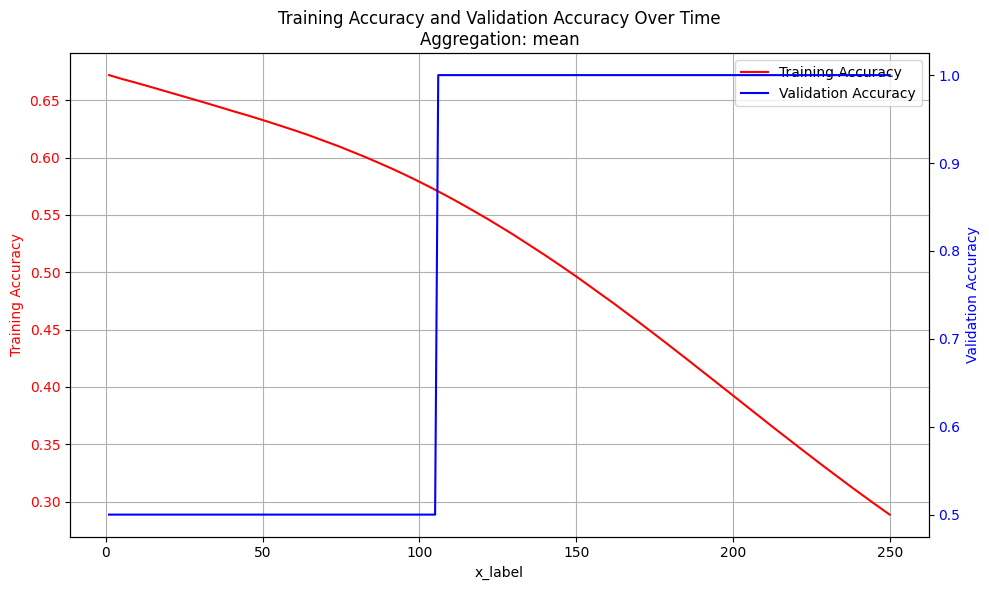 Training Accuracy and Validation Accuracy Over Time
Aggregation: mean
Training Accuracy
Validation Accuracy
Training Accuracy
0.65
0.60
0.55
0.50
0.45
0.40
0.35
0.30
1.0
0.9
0.8
0.7
0.6
0.5
Validation Accuracy
0
50
100
150
200
250
x_label